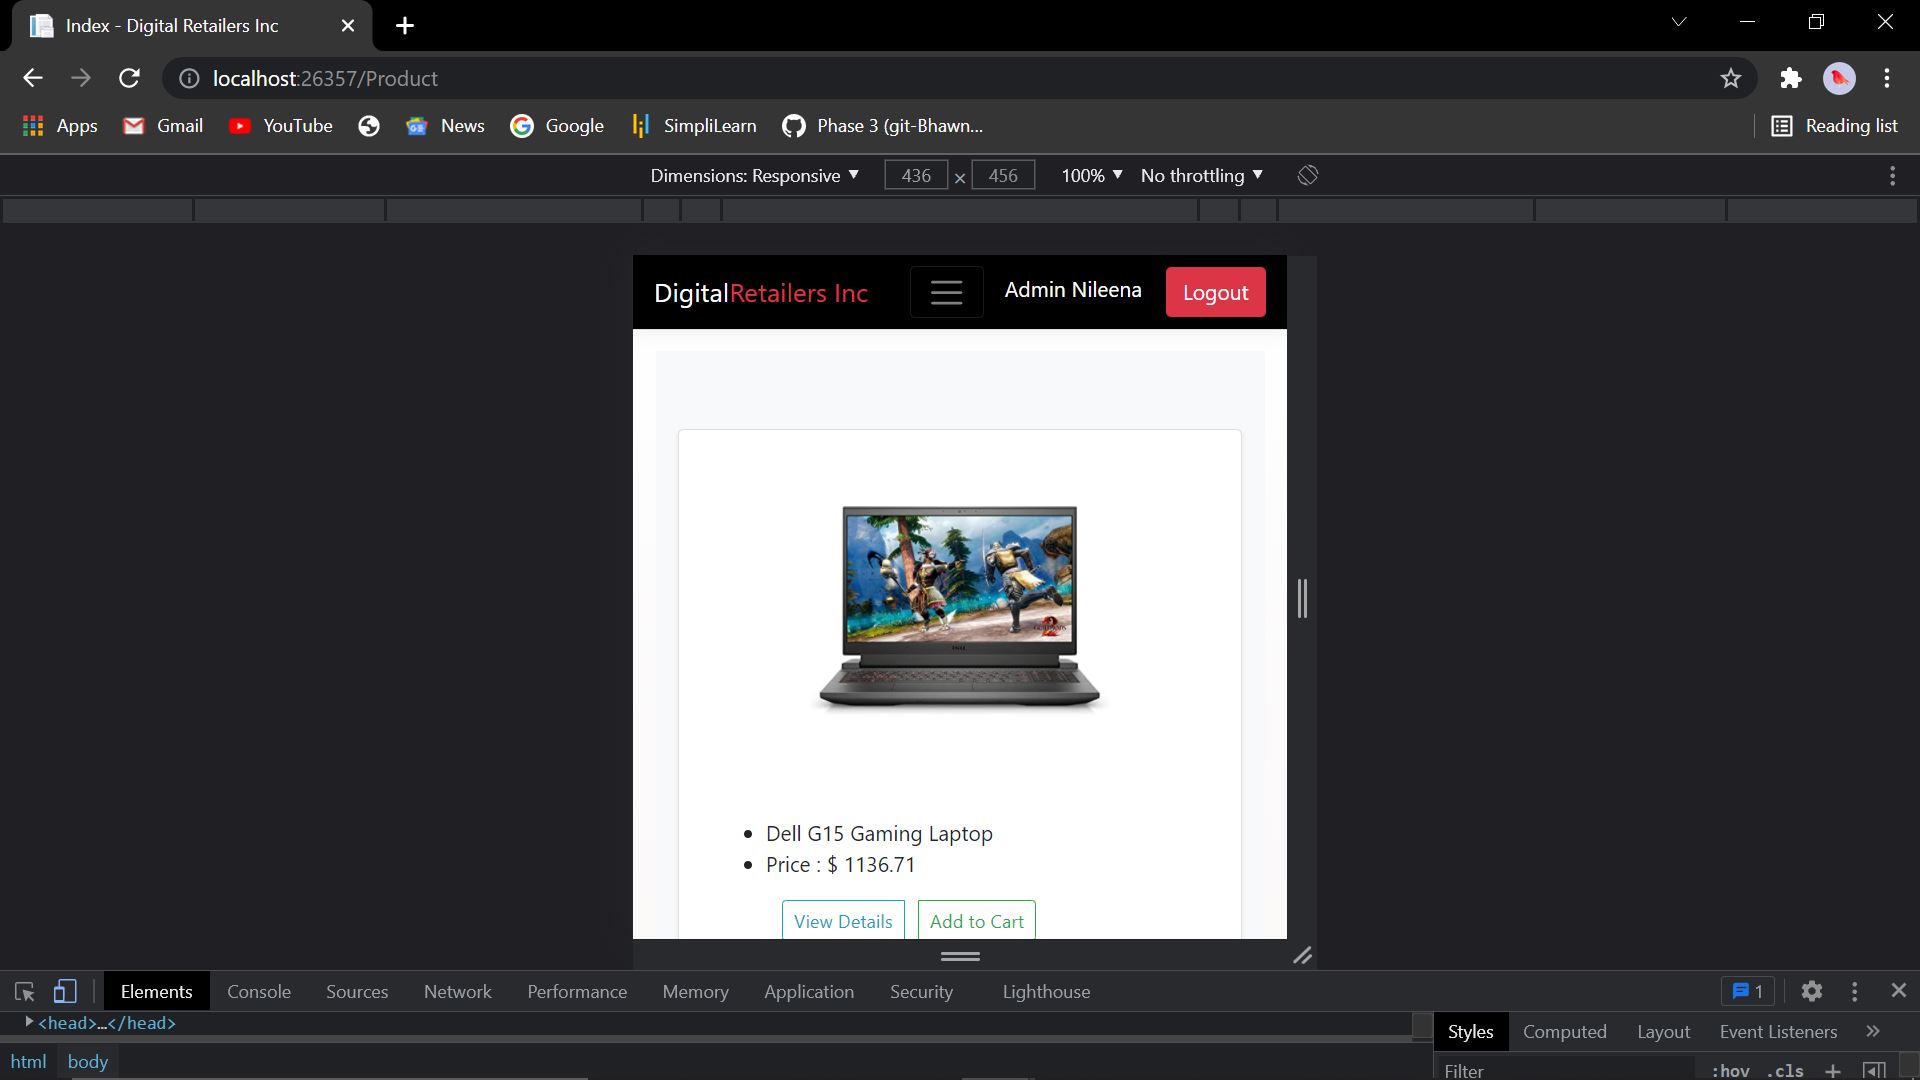 Index - Digital Retailers Inc
localhost:26357/Product
Apps Gmail YouTube News Google SimpliLearn Phase 3 (git-Bhawn... Reading list
Dimensions: Responsive 436 × 456 100% No throttling
DigitalRetailers Inc Admin Nileena Logout
DELL
Dell G15 Gaming Laptop
Price : $ 1136.71
View Details Add to Cart
Elements Console Sources Network Performance Memory Application Security Lighthouse 1
<head>…</head>
Styles Computed Layout Event Listeners
html body
Filter :hov .cls